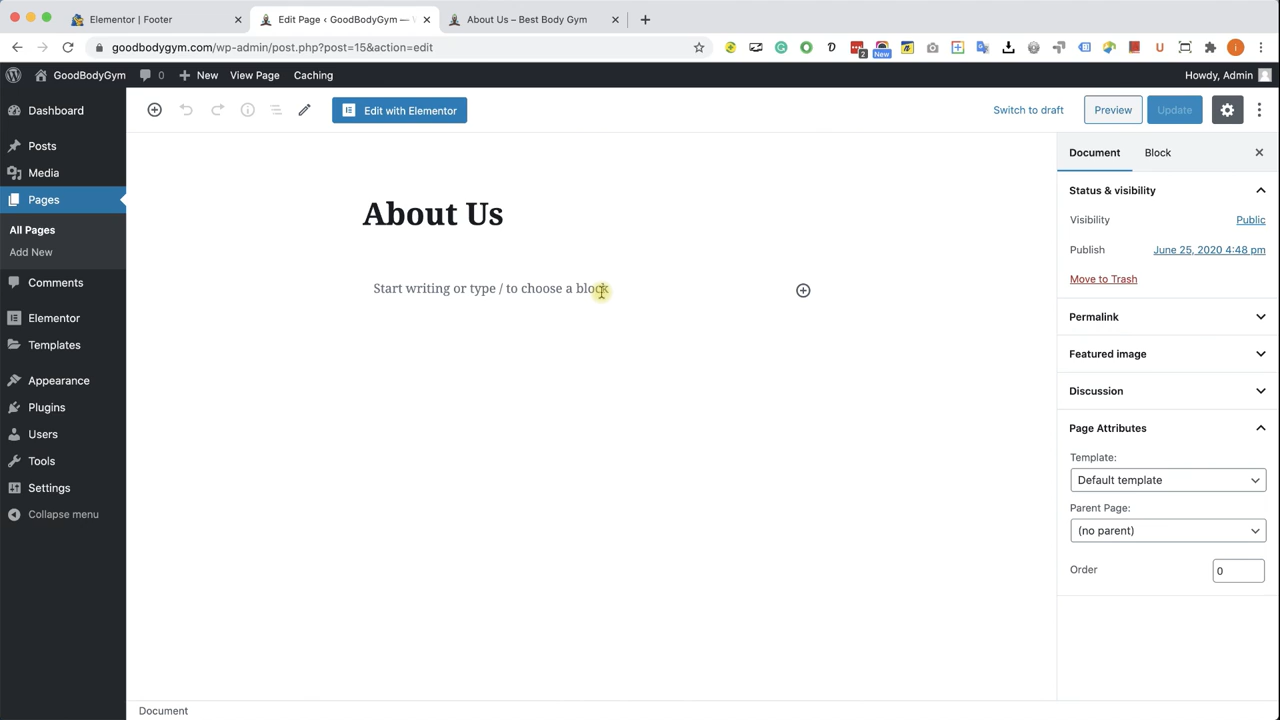 Elementor | Footer
Edit Page ‹ GoodBodyGym —
About Us – Best Body Gym
goodbodygym.com/wp-admin/post.php?post=15&action=edit
2
New
GoodBodyGym
0
New
View Page
Caching
Howdy, Admin
Dashboard
Edit with Elementor
Switch to draft
Preview
Update
Posts
Media
Pages
All Pages
Add New
Comments
Elementor
Templates
Appearance
Plugins
Users
Tools
Settings
Collapse menu
About Us
Start writing or type / to choose a block
Document
Block
Status & visibility
Visibility
Public
Publish
June 25, 2020 4:48 pm
Move to Trash
Permalink
Featured image
Discussion
Page Attributes
Template:
Default template
Parent Page:
(no parent)
Order
0
Document